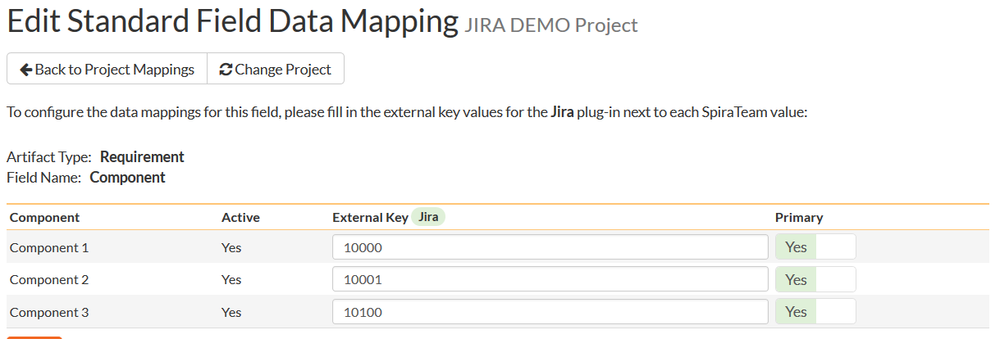 Edit Standard Field Data Mapping JIRA DEMO Project
Back to Project Mappings Change Project
To configure the data mappings for this field, please fill in the external key values for the Jira plug-in next to each SpiraTeam value:
Artifact Type: Requirement
Field Name: Component
Component Active External Key Jira Primary
Component 1 Yes 10000 Yes
Component 2 Yes 10001 Yes
Component 3 Yes 10100 Yes